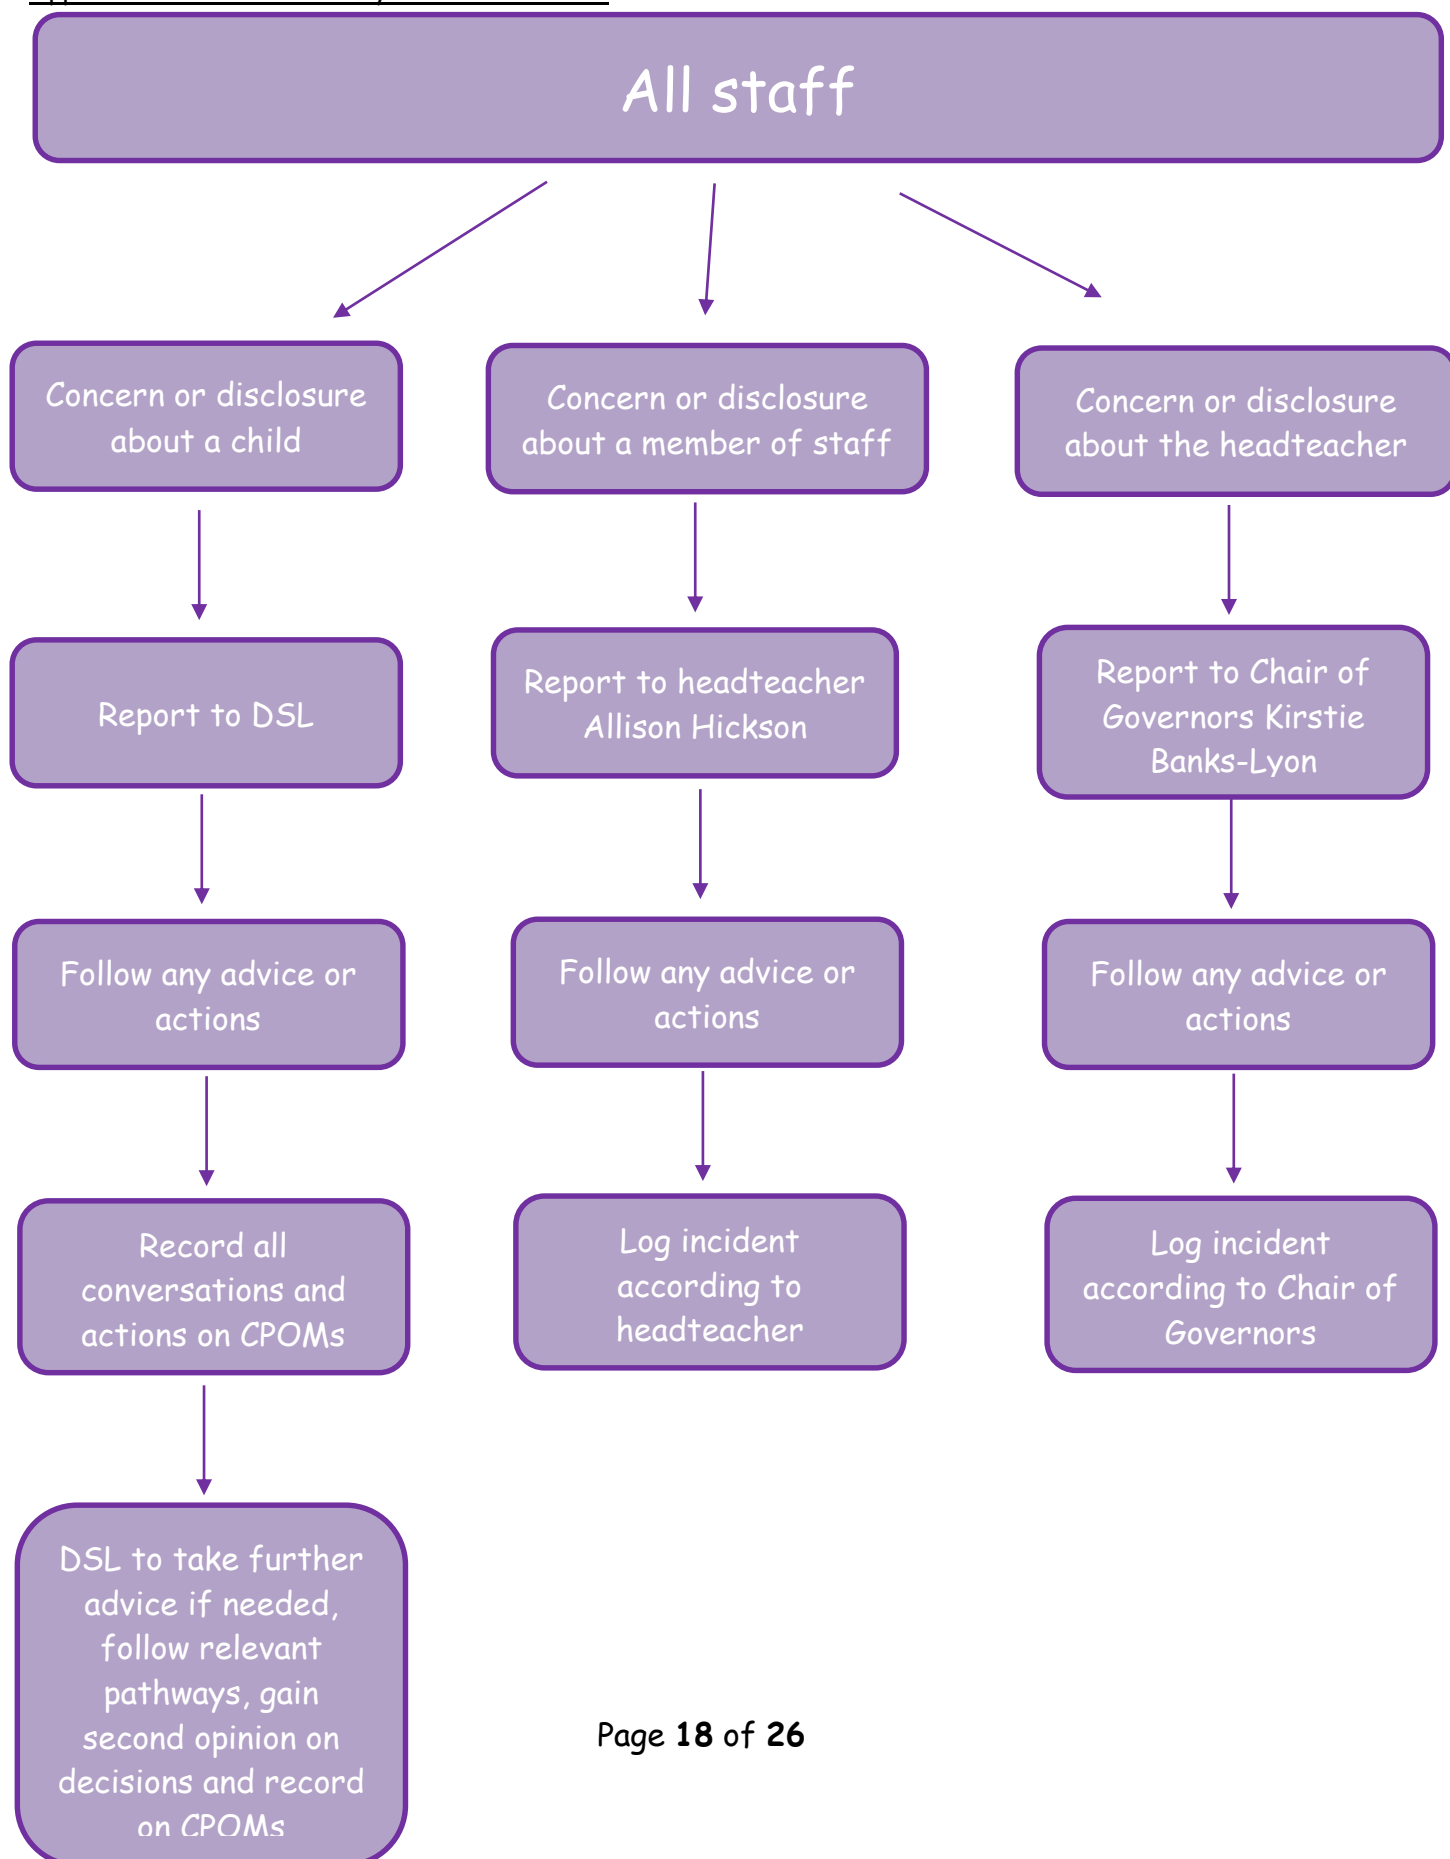 All staff
Concern or disclosure
about a child
Concern or disclosure
about a member of staff
Concern or disclosure
about the headteacher
Report to DSL
Report to headteacher
Allison Hickson
Report to Chair of
Governors Kirstie
Banks-Lyon
Follow any advice or
actions
Follow any advice or
actions
Follow any advice or
actions
Record all
conversations and
actions on CPOMs
Log incident
according to
headteacher
Log incident
according to Chair of
Governors
DSL to take further
advice if needed,
follow relevant
pathways, gain
second opinion on
decisions and record
on CPOMs
Page 18 of 26